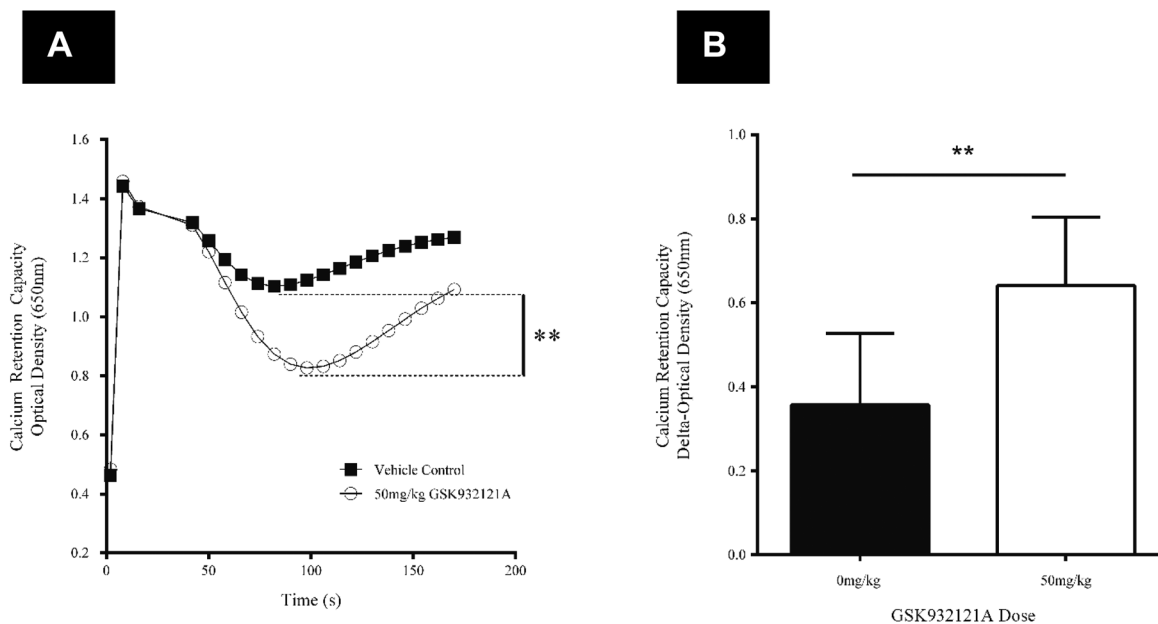 A
Calcium Retention Capacity
Optical Density (650nm)
1.6
1.4
1.2
1.0
0.8
0.6
0.4
0.2
0
50
100
150
200
Time (s)
**
Vehicle Control
50mg/kg GSK932121A
B
Calcium Retention Capacity
Delta-Optical Density (650nm)
1.0
0.8
0.6
0.4
0.2
0.0
**
0mg/kg
50mg/kg
GSK932121A Dose